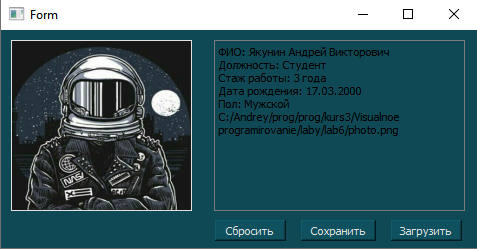 Form
ФИО: Якунин Андрей Викторович
Должность: Студент
Стаж работы: 3 года
Дата рождения: 17.03.2000
Пол: Мужской
C:/Andrey/prog/prog/kurs3/Visualnoe
programirovanie/laby/lab6/photo.png
NASA
Сбросить
Сохранить
Загрузить